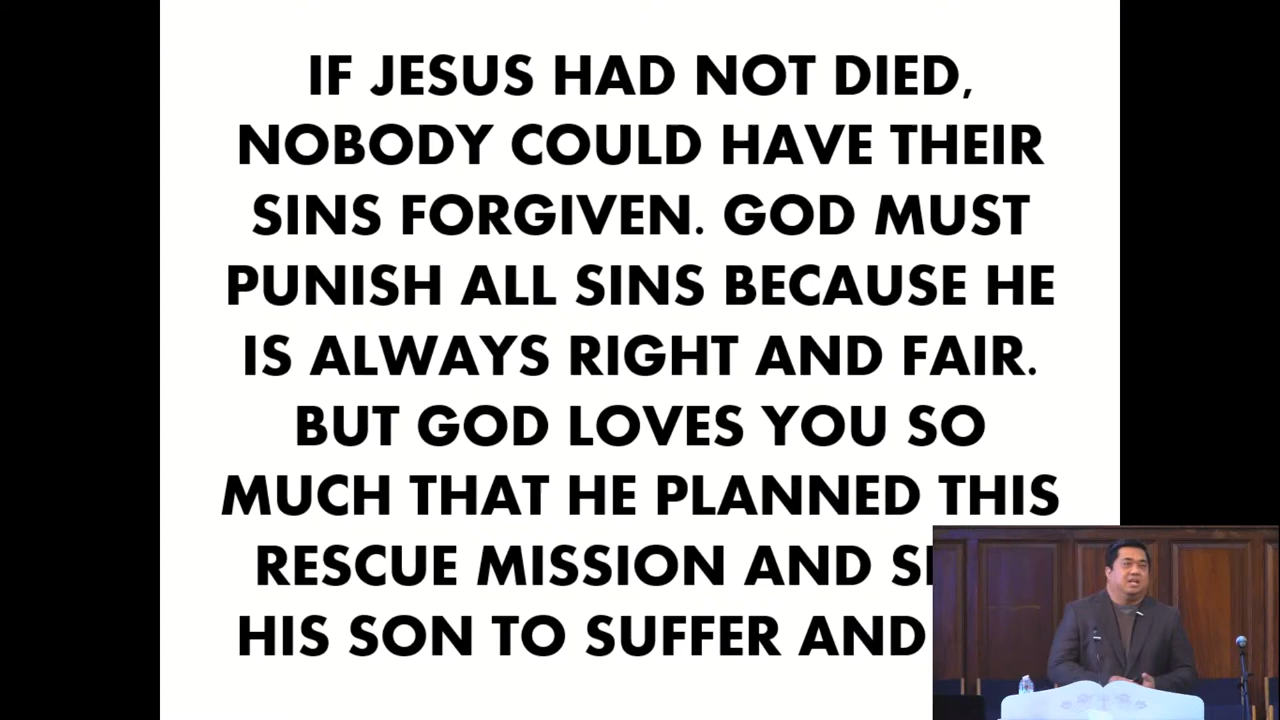 IF JESUS HAD NOT DIED,
NOBODY COULD HAVE THEIR
SINS FORGIVEN. GOD MUST
PUNISH ALL SINS BECAUSE HE
IS ALWAYS RIGHT AND FAIR.
BUT GOD LOVES YOU SO
MUCH THAT HE PLANNED THIS
RESCUE MISSION AND
HIS SON TO SUFFER AND